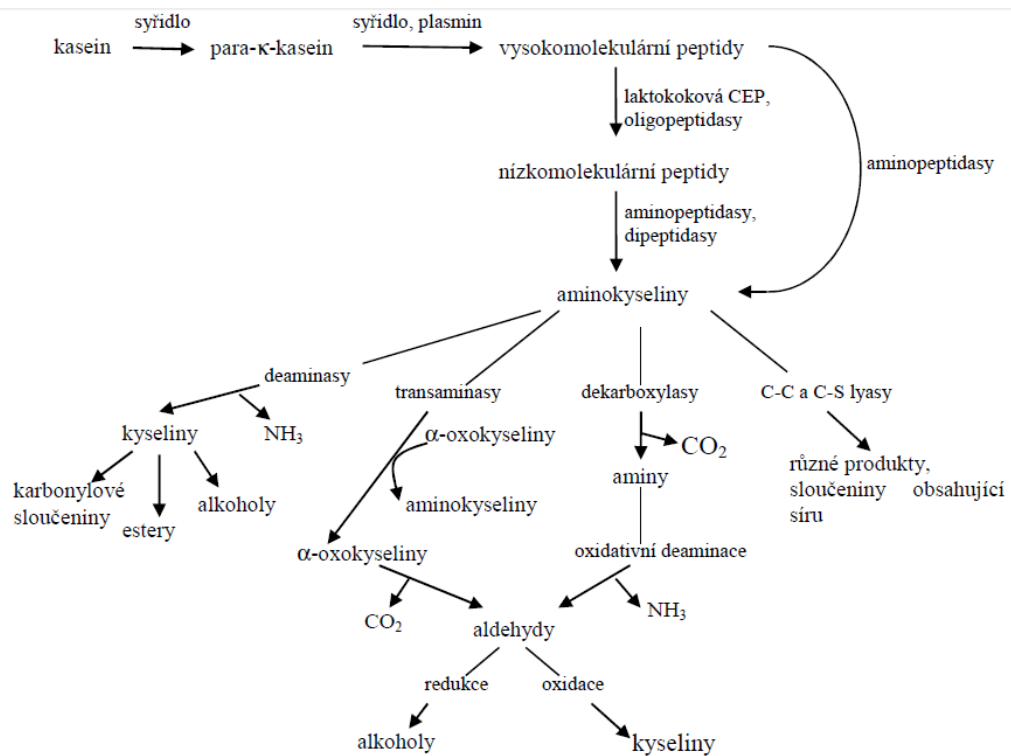 syřidlo
syřidlo, plasmin
kasein
para-κ-kasein
vysokomolekulární peptidy
laktokoková CEP,
oligopeptidasy
aminopeptidasy
nízkomolekulární peptidy
aminopeptidasy,
dipeptidasy
aminokyseliny
deaminasy
transaminasy
dekarboxylasy
C-C a C-S lyasy
kyseliny
NH₃
α-oxokyseliny
CO₂
různé produkty,
sloučeniny obsahující
síru
aminy
karbonylové
sloučeniny
estery
alkoholy
aminokyseliny
α-oxokyseliny
oxidativní deaminace
CO₂
aldehydy
NH₃
redukce
oxidace
alkoholy
kyseliny